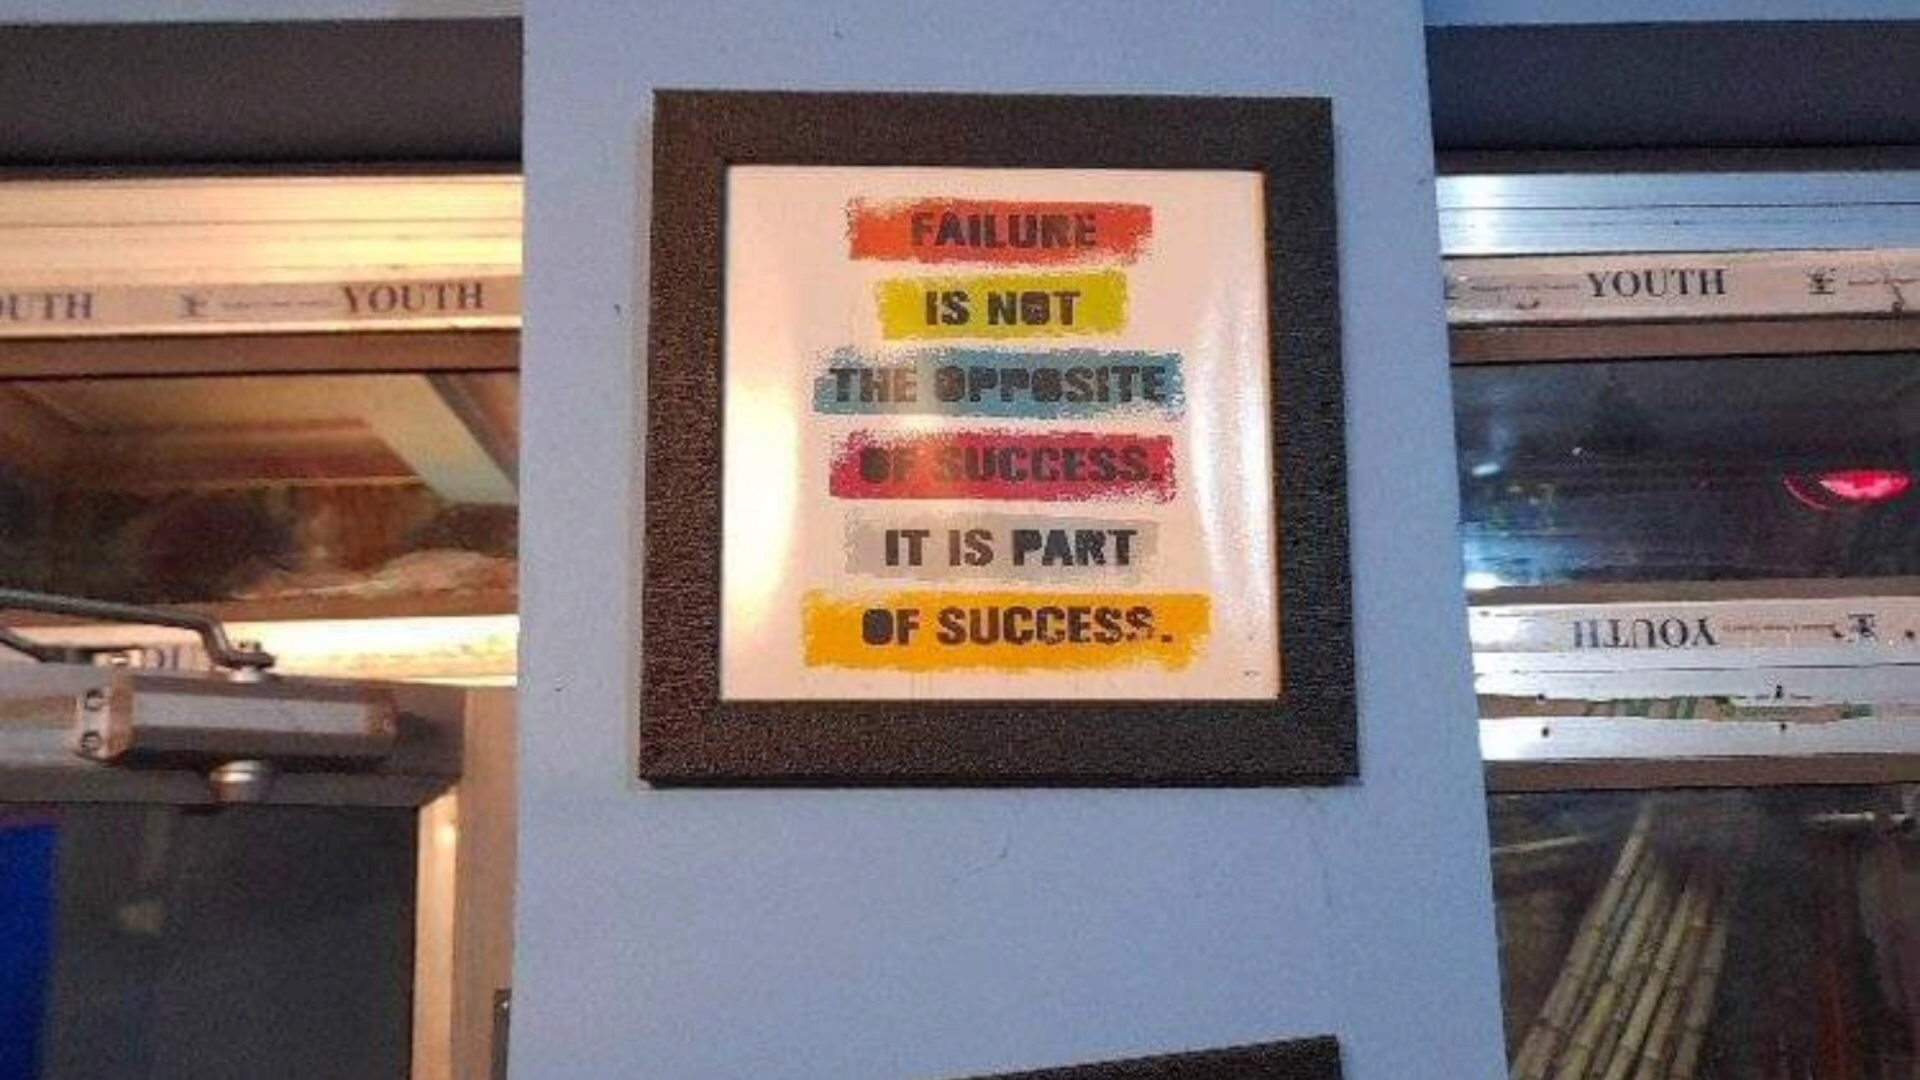 FAILURE
IS NOT
THE OPPOSITE
OF SUCCESS.
IT IS PART
OF SUCCESS.
YOUTH
YOUTH
YOUTH